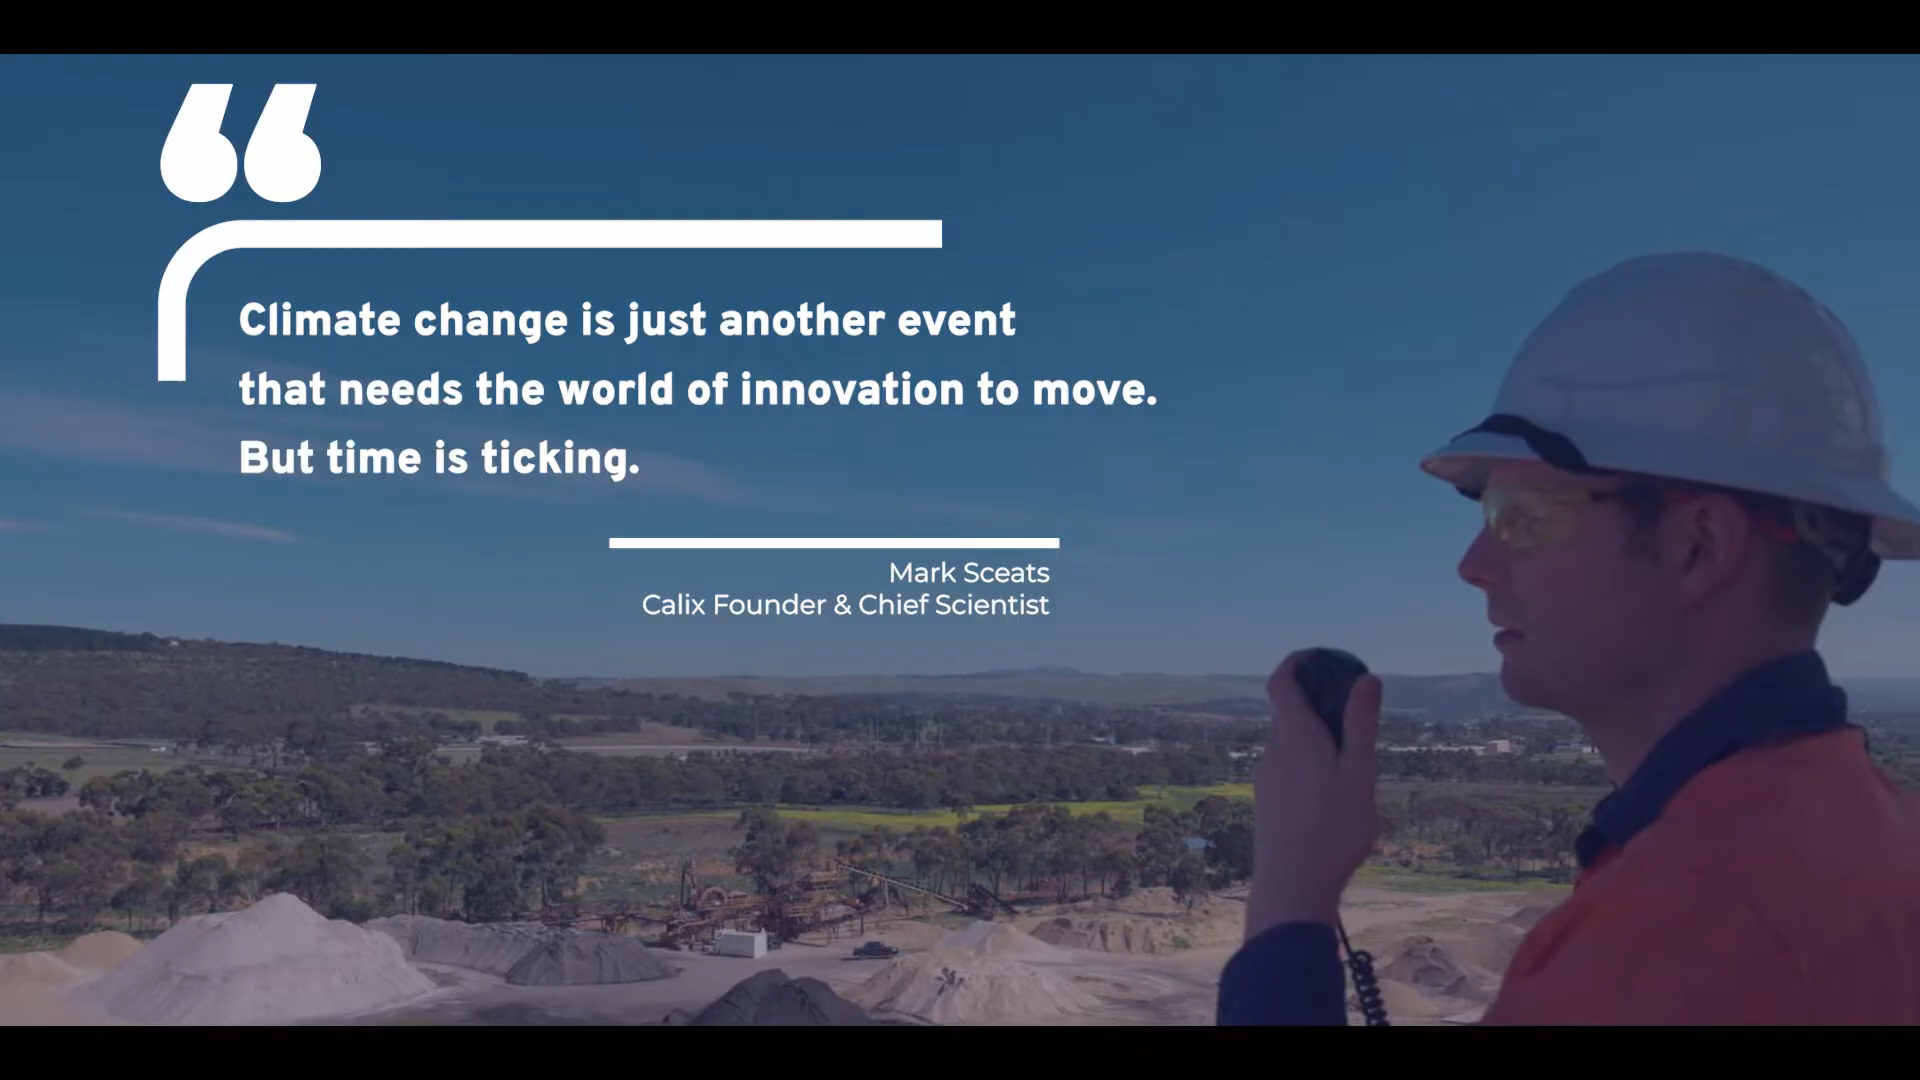 “
Climate change is just another event
that needs the world of innovation to move.
But time is ticking.
Mark Sceats
Calix Founder & Chief Scientist